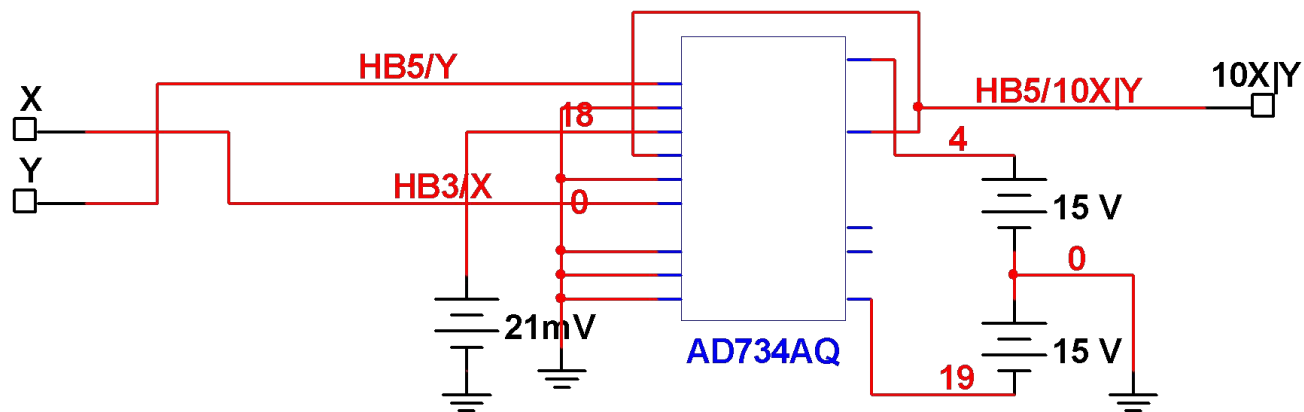 HB5/Y
10X|Y
X
HB5/10X|Y
18
4
Y
HB3/X
0
15 V
0
21mV
AD734AQ
15 V
19